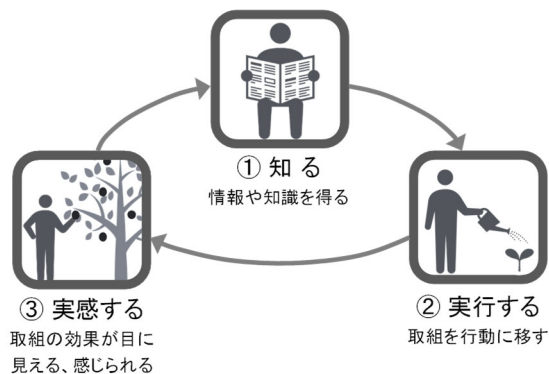 ① 知 る
情報や知識を得る
② 実行する
取組を行動に移す
③ 実感する
取組の効果が目に
見える、感じられる